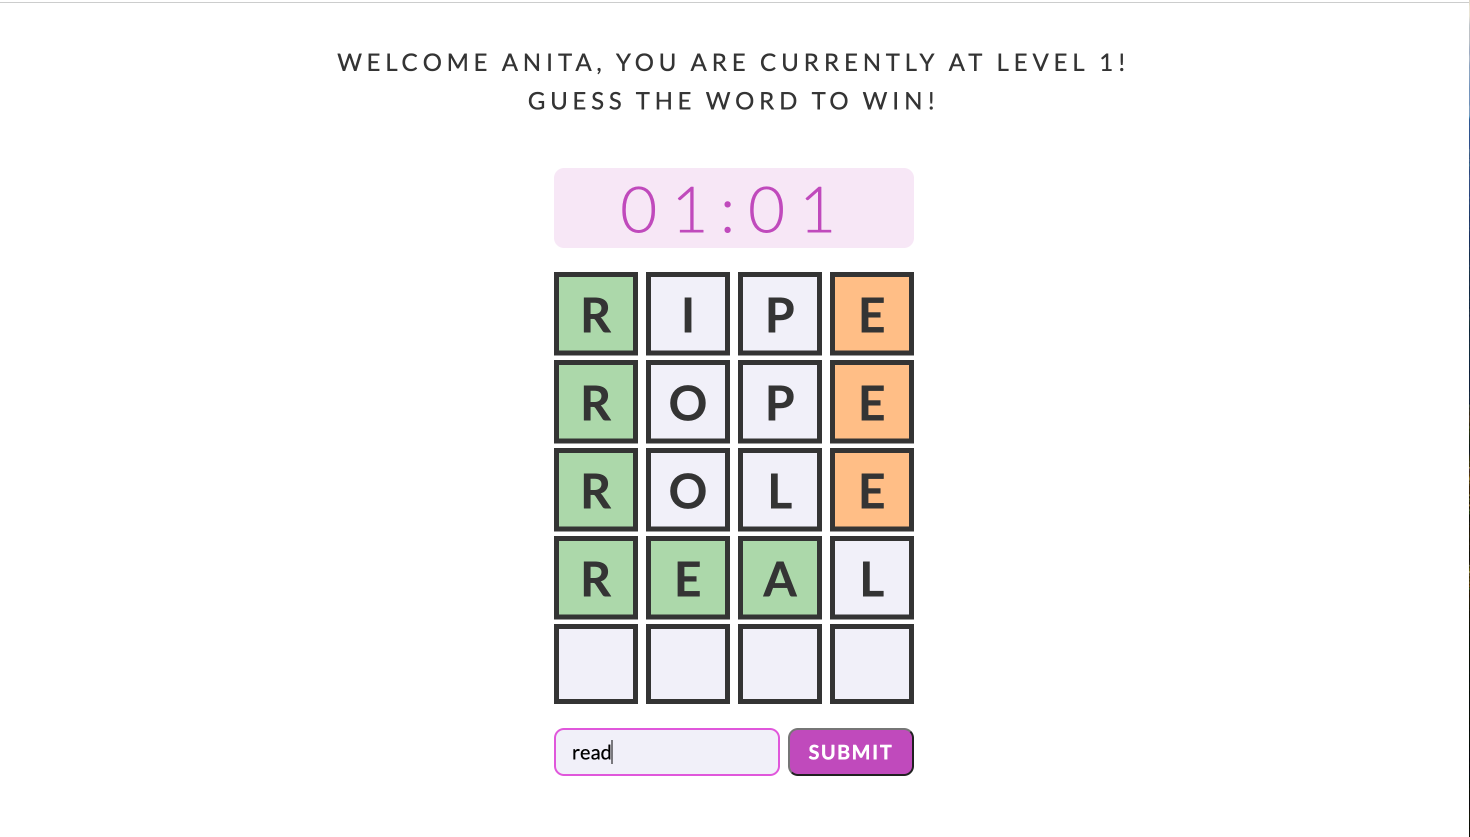 WELCOME ANITA, YOU ARE CURRENTLY AT LEVEL 1!
GUESS THE WORD TO WIN!
01:01
R I P E
R O P E
R O L E
R E A L
read
SUBMIT